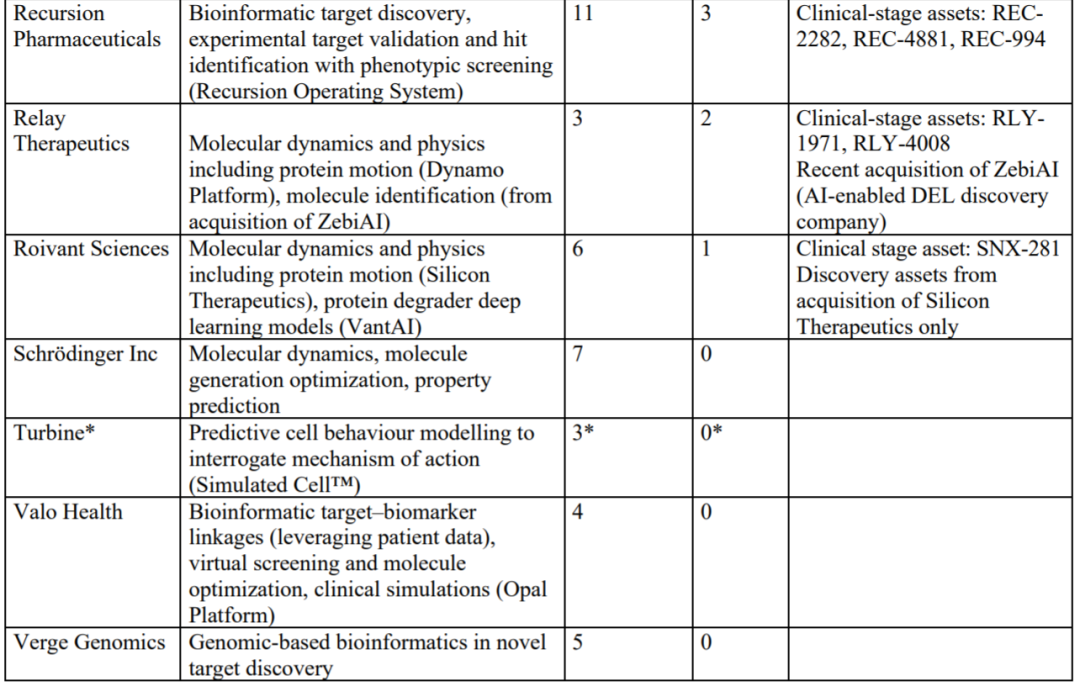 Recursion
Pharmaceuticals
Bioinformatic target discovery,
experimental target validation and hit
identification with phenotypic screening
(Recursion Operating System)
11
3
Clinical-stage assets: REC-
2282, REC-4881, REC-994
Relay
Therapeutics
Molecular dynamics and physics
including protein motion (Dynamo
Platform), molecule identification (from
acquisition of ZebiAI)
3
2
Clinical-stage assets: RLY-
1971, RLY-4008
Recent acquisition of ZebiAI
(AI-enabled DEL discovery
company)
Roivant Sciences
Molecular dynamics and physics
including protein motion (Silicon
Therapeutics), protein degrader deep
learning models (VantAI)
6
1
Clinical stage asset: SNX-281
Discovery assets from
acquisition of Silicon
Therapeutics only
Schrödinger Inc
Molecular dynamics, molecule
generation optimization, property
prediction
7
0
Turbine*
Predictive cell behaviour modelling to
interrogate mechanism of action
(Simulated Cell™)
3*
0*
Valo Health
Bioinformatic target–biomarker
linkages (leveraging patient data),
virtual screening and molecule
optimization, clinical simulations (Opal
Platform)
4
0
Verge Genomics
Genomic-based bioinformatics in novel
target discovery
5
0